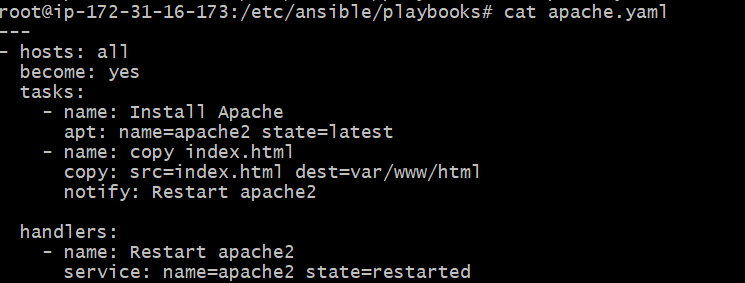 root@ip-172-31-16-173:/etc/ansible/playbooks# cat apache.yaml
---
- hosts: all
  become: yes
  tasks:
    - name: Install Apache
      apt: name=apache2 state=latest
    - name: copy index.html
      copy: src=index.html dest=var/www/html
      notify: Restart apache2

  handlers:
    - name: Restart apache2
      service: name=apache2 state=restarted